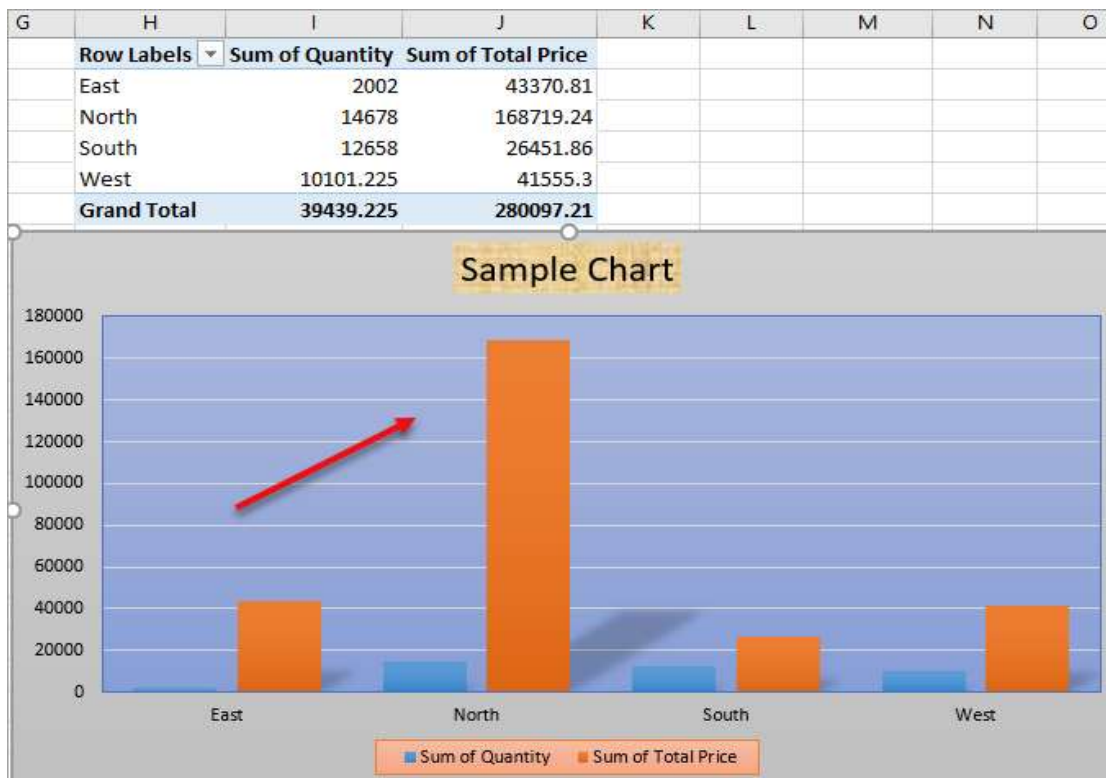 G H I J K L M N O
Row Labels Sum of Quantity Sum of Total Price
East 2002 43370.81
North 14678 168719.24
South 12658 26451.86
West 10101.225 41555.3
Grand Total 39439.225 280097.21
Sample Chart
180000
160000
140000
120000
100000
80000
60000
40000
20000
0
East North South West
Sum of Quantity Sum of Total Price